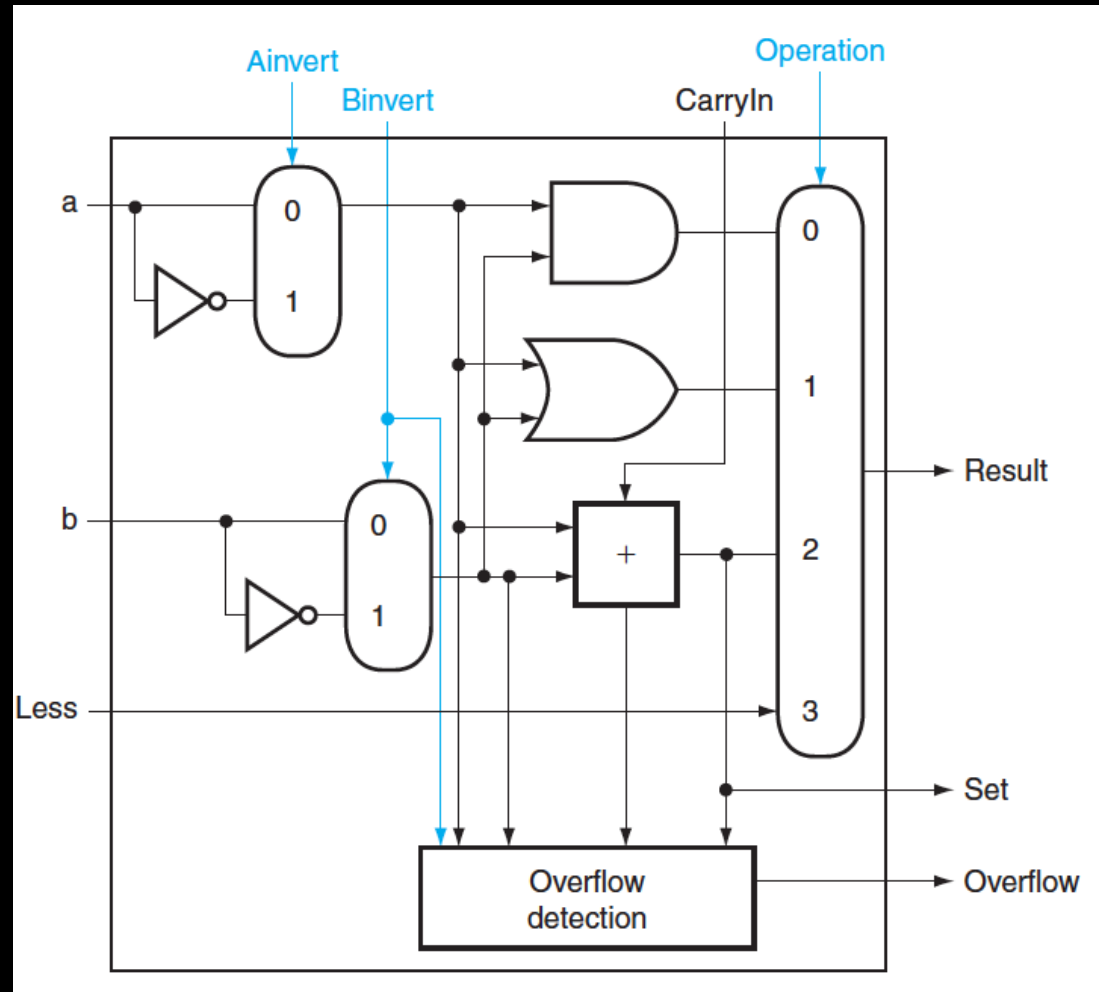 Operation
Ainvert
Binvert
CarryIn
a
0
1
0
1
Result
b
0
1
+
2
Less
3
Set
Overflow
detection
Overflow